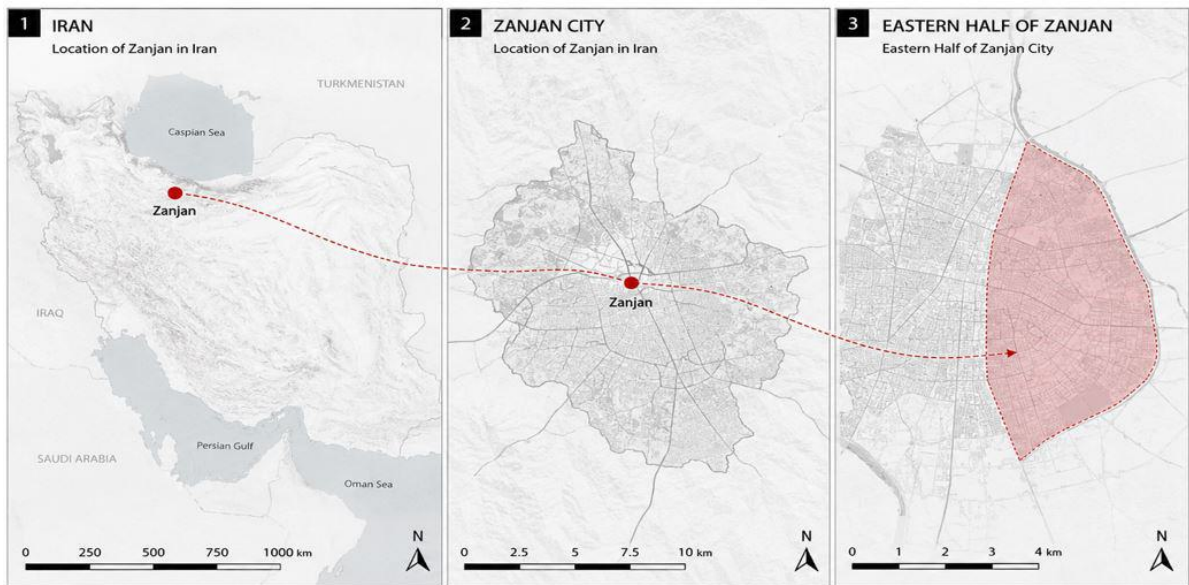 1 IRAN
Location of Zanjan in Iran
TURKMENISTAN
Caspian Sea
Zanjan
IRAQ
Persian Gulf
SAUDI ARABIA
Oman Sea
N
0 250 500 750 1000 km
2 ZANJAN CITY
Location of Zanjan in Iran
Zanjan
N
0 2.5 5 7.5 10 km
3 EASTERN HALF OF ZANJAN
Eastern Half of Zanjan City
N
0 1 2 3 4 km